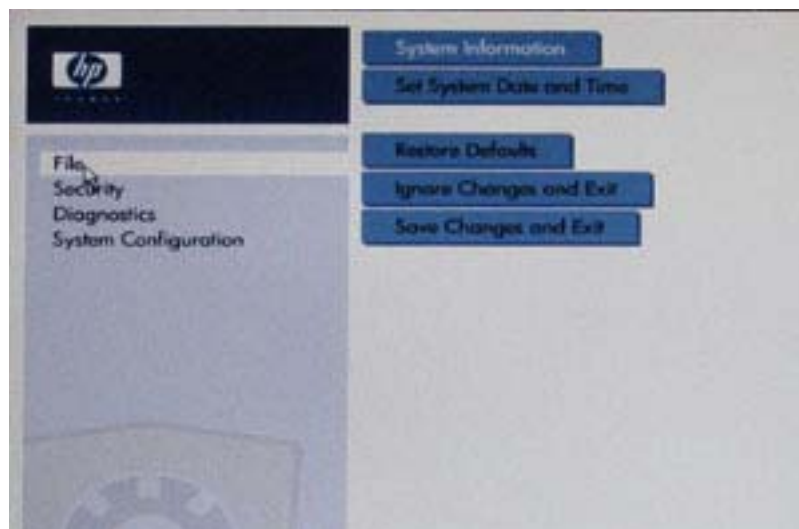 hp
File
Security
Diagnostics
System Configuration
System Information
Set System Date and Time
Restore Defaults
Ignore Changes and Exit
Save Changes and Exit